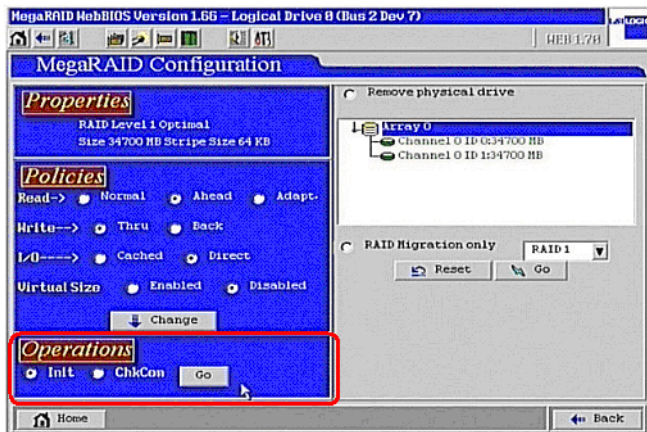 MegaRAID WebBIOS Version 1.66 – Logical Drive 0 (Bus 2 Dev 7)
LSI LOGIC
WEB 1.78
MegaRAID Configuration
Properties
RAID Level 1 Optimal
Size 34700 MB Stripe Size 64 KB
Policies
Read-> Normal Ahead Adapt.
Write--> Thru Back
I/O----> Cached Direct
Virtual Size Enabled Disabled
Change
Operations
Init ChkCon Go
Remove physical drive
Array 0
Channel 0 ID 0:34700 MB
Channel 0 ID 1:34700 MB
RAID Migration only RAID 1
Reset Go
Home
Back